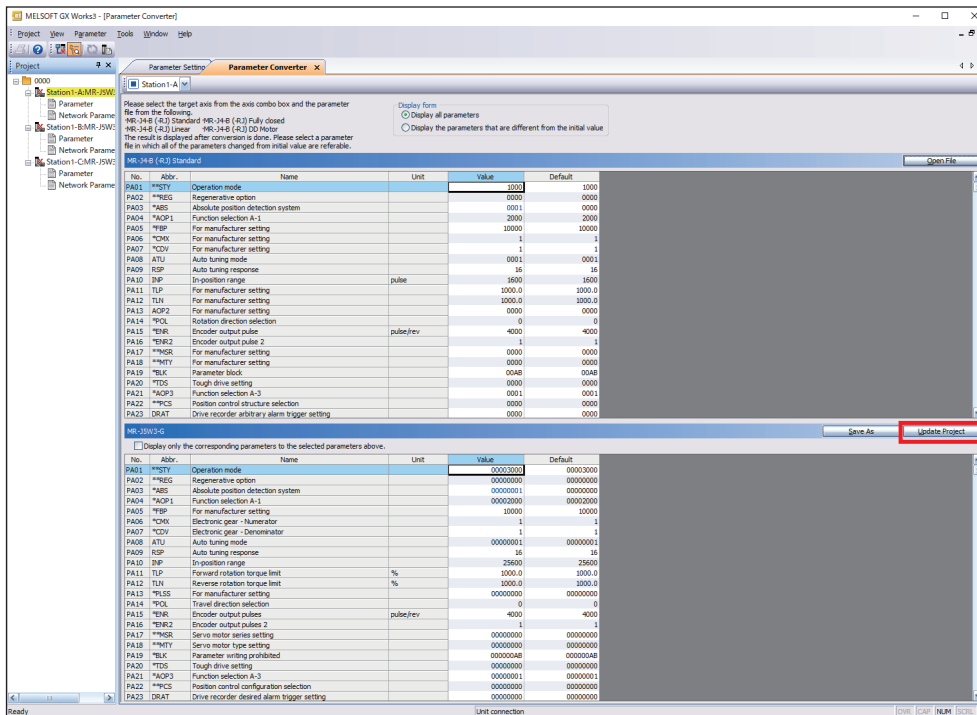 MELSOFT GX Works3 - [Parameter Converter]
Project View Parameter Tools Window Help
Project
0000
Station1-A:MR-J5W3
Parameter
Network Parame
Station1-B:MR-J5W3
Parameter
Network Parame
Station1-C:MR-J5W3
Parameter
Network Parame
Parameter Setting Parameter Converter
Station1-A
Please select the target axis from the axis combo box and the parameter
file from the following.
·MR-J4-B (-RJ) Standard ·MR-J4-B (-RJ) Fully closed
·MR-J4-B (-RJ) Linear ·MR-J4-B (-RJ) DD Motor
The result is displayed after conversion is done. Please select a parameter
file in which all of the parameters changed from initial value are referable.
Display form
Display all parameters
Display the parameters that are different from the initial value
MR-J4-B (-RJ) Standard Open File
No. Abbr. Name Unit Value Default
PA01 **STY Operation mode 1000 1000
PA02 **REG Regenerative option 0000 0000
PA03 *ABS Absolute position detection system 0001 0000
PA04 *AOP1 Function selection A-1 2000 2000
PA05 *FBP For manufacturer setting 10000 10000
PA06 *CMX For manufacturer setting 1 1
PA07 *CDV For manufacturer setting 1 1
PA08 ATU Auto tuning mode 0001 0001
PA09 RSP Auto tuning response 16 16
PA10 INP In-position range pulse 1600 1600
PA11 TLP For manufacturer setting 1000.0 1000.0
PA12 TLN For manufacturer setting 1000.0 1000.0
PA13 AOP2 For manufacturer setting 0000 0000
PA14 *POL Rotation direction selection 0 0
PA15 *ENR Encoder output pulse pulse/rev 4000 4000
PA16 *ENR2 Encoder output pulse 2 1 1
PA17 **MSR For manufacturer setting 0000 0000
PA18 **MTY For manufacturer setting 0000 0000
PA19 *BLK Parameter block 00AB 00AB
PA20 *TDS Tough drive setting 0000 0000
PA21 *AOP3 Function selection A-3 0001 0001
PA22 **PCS Position control structure selection 0000 0000
PA23 DRAT Drive recorder arbitrary alarm trigger setting 0000 0000
MR-J5W3-G Save As Update Project
Display only the corresponding parameters to the selected parameters above.
No. Abbr. Name Unit Value Default
PA01 **STY Operation mode 00003000 00003000
PA02 **REG Regenerative option 00000000 00000000
PA03 *ABS Absolute position detection system 00000001 00000000
PA04 *AOP1 Function selection A-1 00002000 00002000
PA05 *FBP For manufacturer setting 10000 10000
PA06 *CMX Electronic gear - Numerator 1 1
PA07 *CDV Electronic gear - Denominator 1 1
PA08 ATU Auto tuning mode 00000001 00000001
PA09 RSP Auto tuning response 16 16
PA10 INP In-position range 25600 25600
PA11 TLP Forward rotation torque limit % 1000.0 1000.0
PA12 TLN Reverse rotation torque limit % 1000.0 1000.0
PA13 *PLSS For manufacturer setting 00000000 00000000
PA14 *POL Travel direction selection 0 0
PA15 *ENR Encoder output pulses pulse/rev 4000 4000
PA16 *ENR2 Encoder output pulses 2 1 1
PA17 **MSR Servo motor series setting 00000000 00000000
PA18 **MTY Servo motor type setting 00000000 00000000
PA19 *BLK Parameter writing prohibited 000000AB 000000AB
PA20 *TDS Tough drive setting 00000000 00000000
PA21 *AOP3 Function selection A-3 00000001 00000001
PA22 **PCS Position control configuration selection 00000000 00000000
PA23 DRAT Drive recorder desired alarm trigger setting 00000000 00000000
Ready Unit connection OVR CAP NUM SCRL